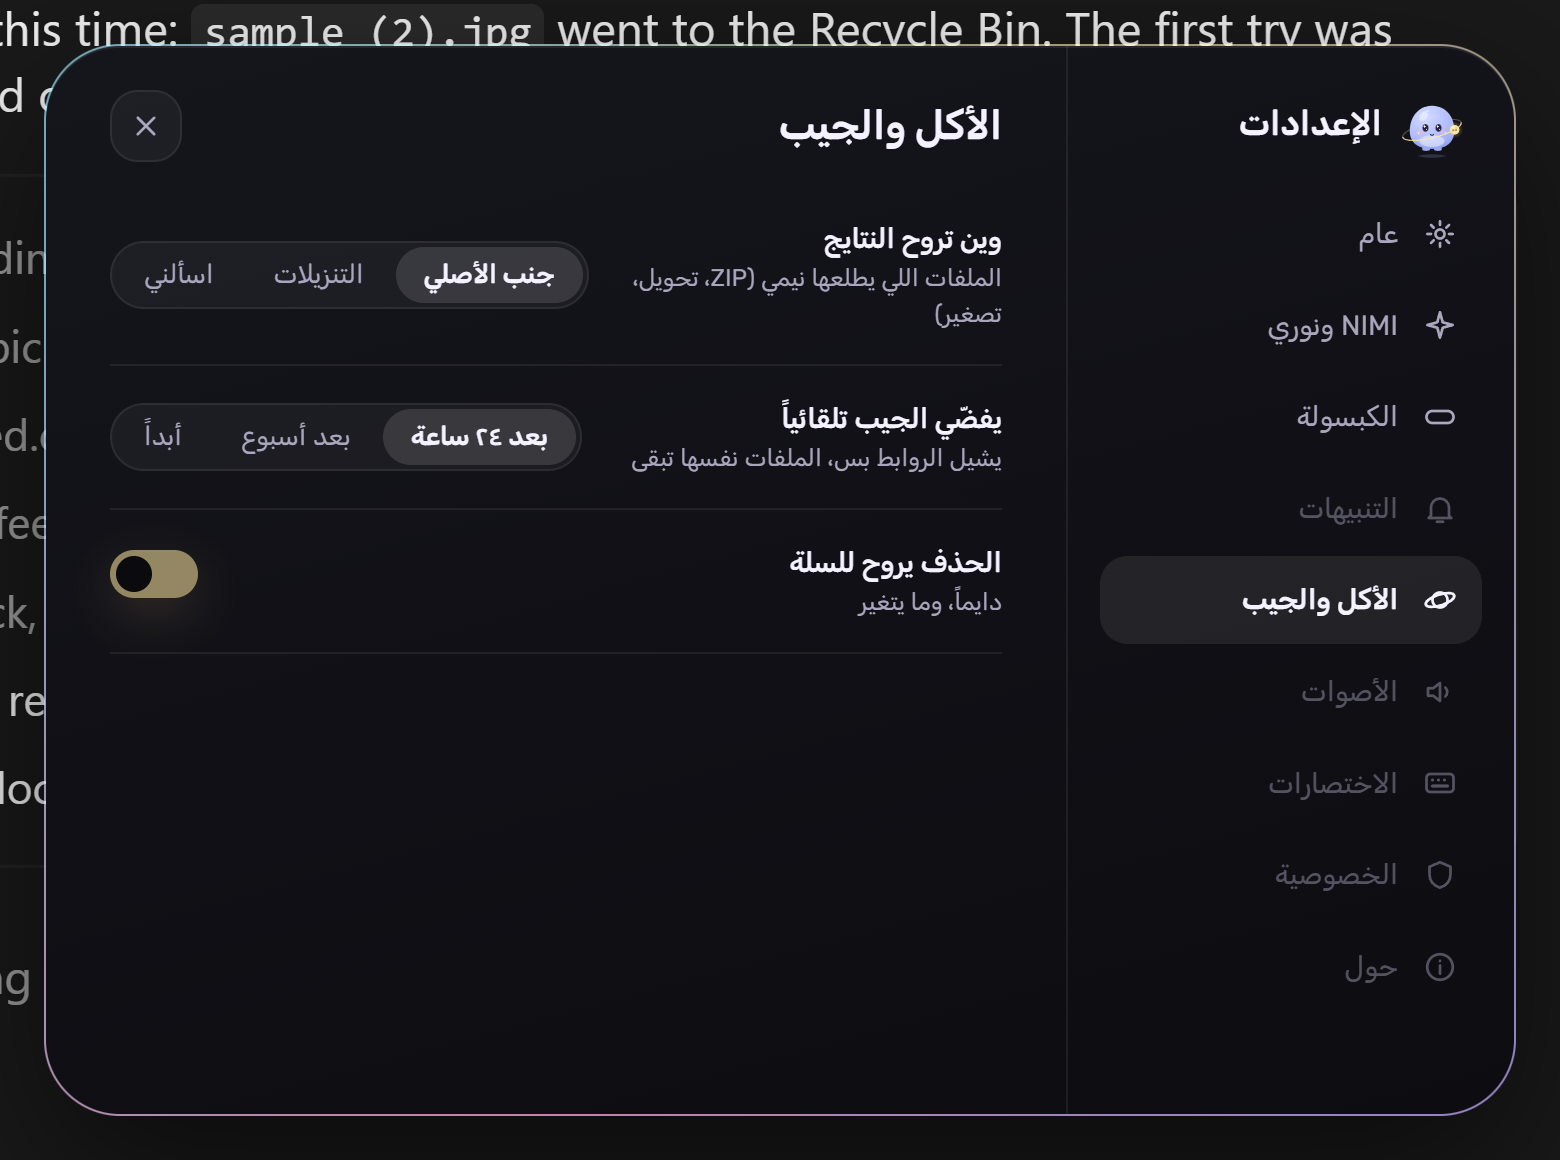 this time: sample (2).jpg went to the Recycle Bin. The first try was
الإعدادات
عام
NIMI ونوري
الكبسولة
التنبيهات
الأكل والجيب
الأصوات
الاختصارات
الخصوصية
حول
الأكل والجيب
وين تروح النتايج
الملفات اللي يطلعها نيمي (ZIP، تحويل،
تصغير)
جنب الأصلي
التنزيلات
اسألني
يفضّي الجيب تلقائياً
يشيل الروابط بس، الملفات نفسها تبقى
بعد ٢٤ ساعة
بعد أسبوع
أبداً
الحذف يروح للسلة
دايماً، وما يتغير